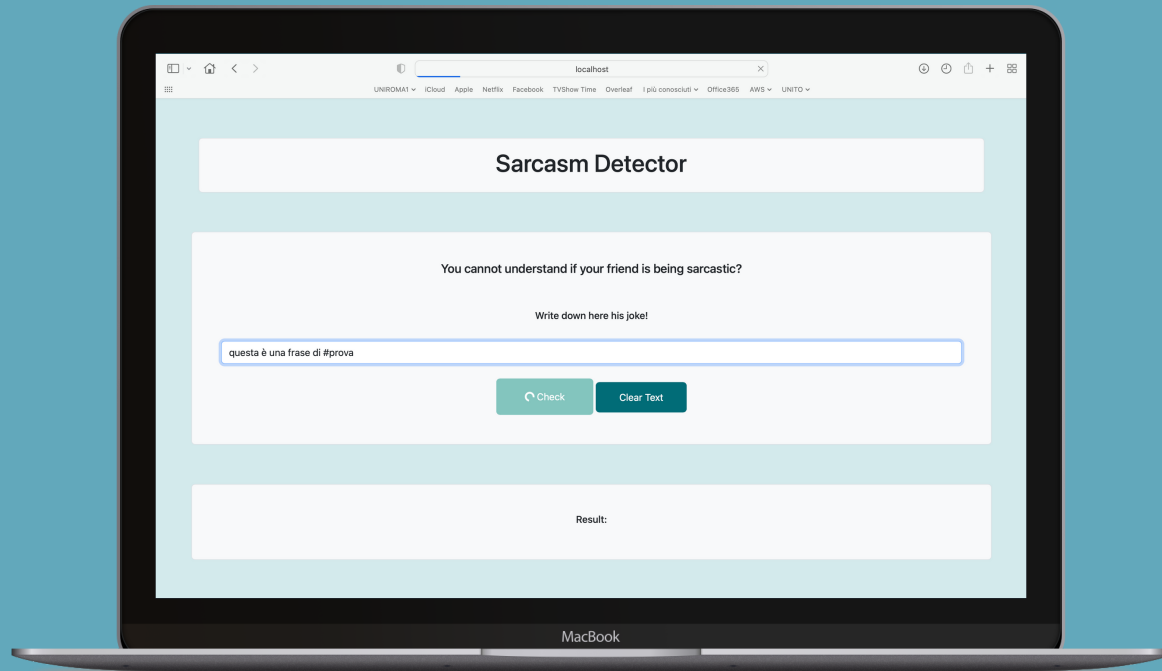 localhost
UNIROMA1 iCloud Apple Netflix Facebook TVShow Time Overleaf I più conosciuti Office365 AWS UNITO
Sarcasm Detector
You cannot understand if your friend is being sarcastic?
Write down here his joke!
questa è una frase di #prova
Check Clear Text
Result:
MacBook